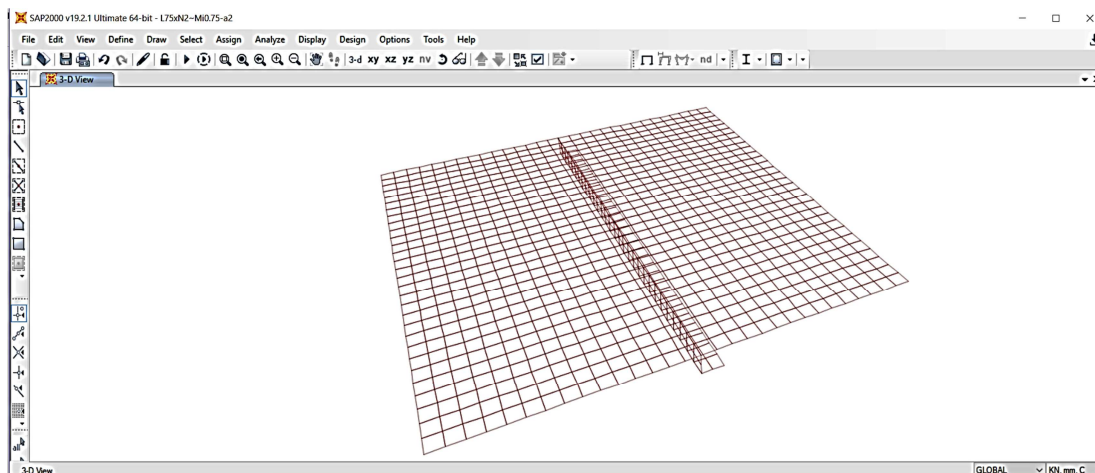 SAP2000 v19.2.1 Ultimate 64-bit - L75xN2-Mi0.75-a2
File Edit View Define Draw Select Assign Analyze Display Design Options Tools Help
3-d xy xz yz nv nd
3-D View
all
3-D View GLOBAL KN, mm, C